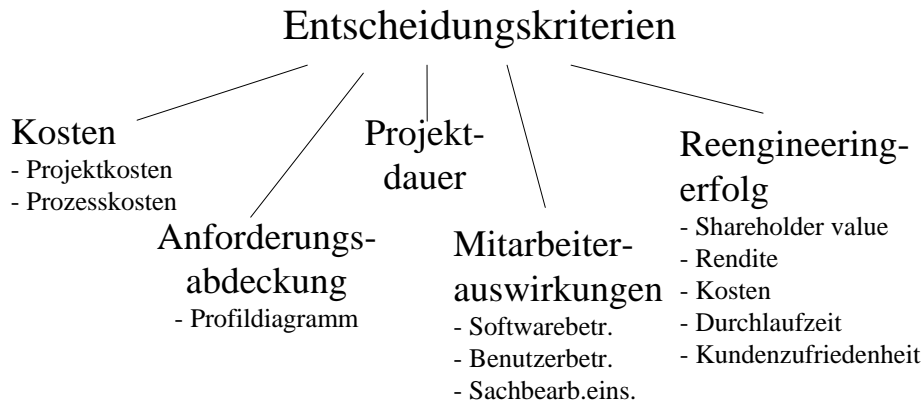 Entscheidungskriterien
Kosten
- Projektkosten
- Prozesskosten
Anforderungs-
abdeckung
- Profildiagramm
Projekt-
dauer
Mitarbeiter-
auswirkungen
- Softwarebetr.
- Benutzerbetr.
- Sachbearb.eins.
Reengineering-
erfolg
- Shareholder value
- Rendite
- Kosten
- Durchlaufzeit
- Kundenzufriedenheit